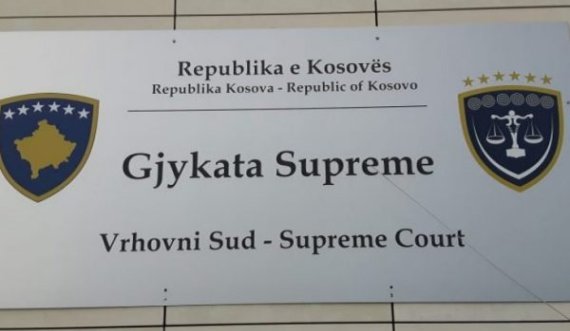 Republika e Kosovës
Republika Kosova - Republic of Kosovo
Gjykata Supreme
Vrhovni Sud - Supreme Court